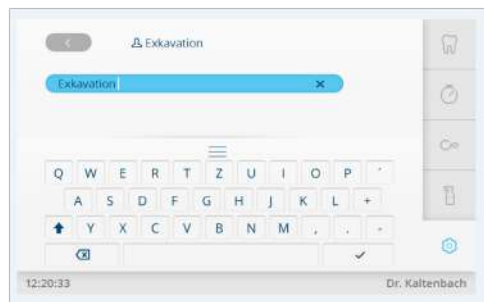 Exkavation
Exkavation
Q W E R T Z U I O P ´
A S D F G H J K L +
Y X C V B N M , . -
12:20:33 Dr. Kaltenbach